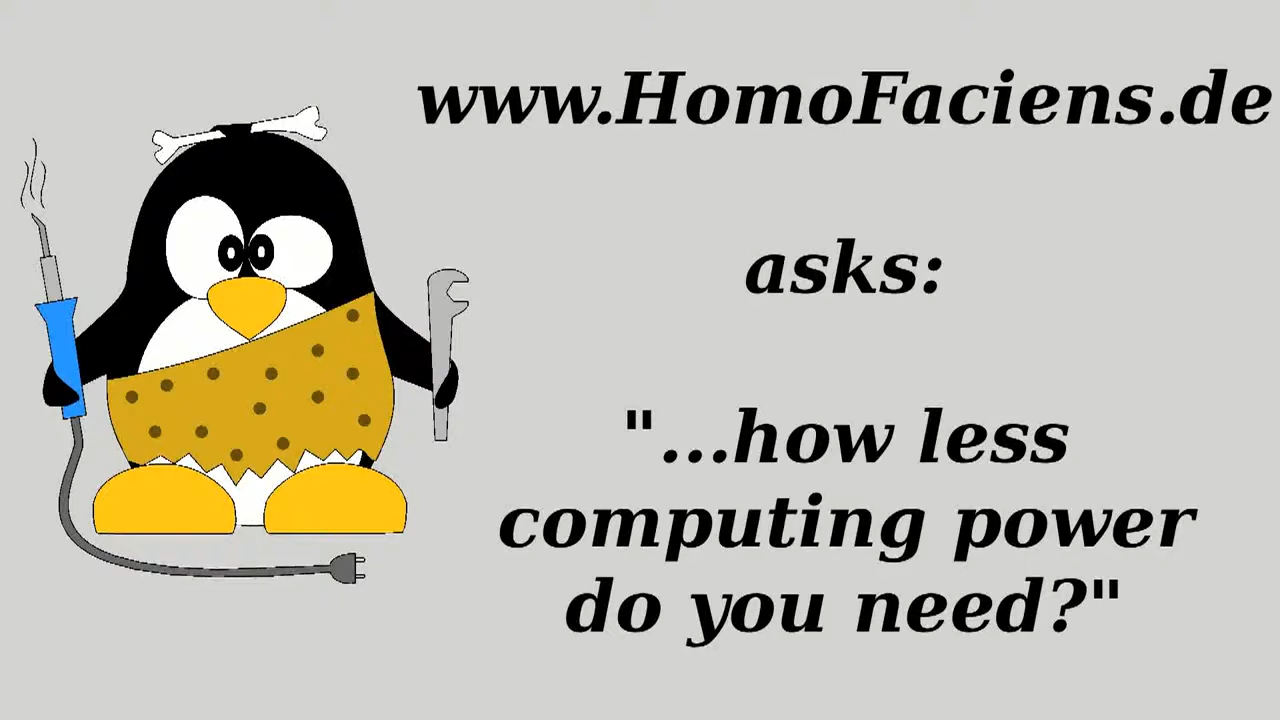 www.HomoFaciens.de
asks:
"...how less
computing power
do you need?"